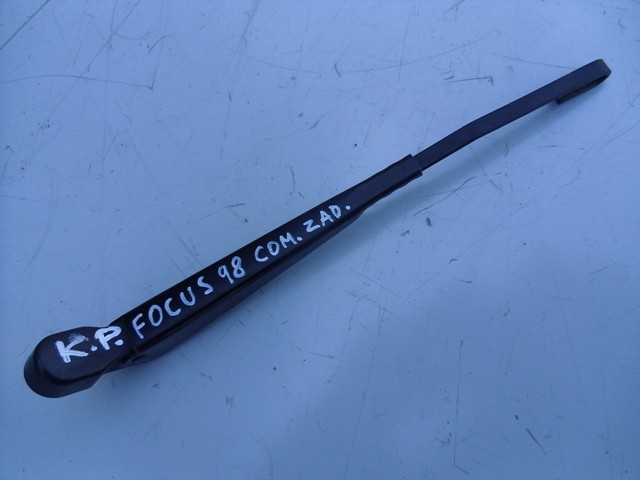 K.P. FOCUS 98 COM. ZAD.